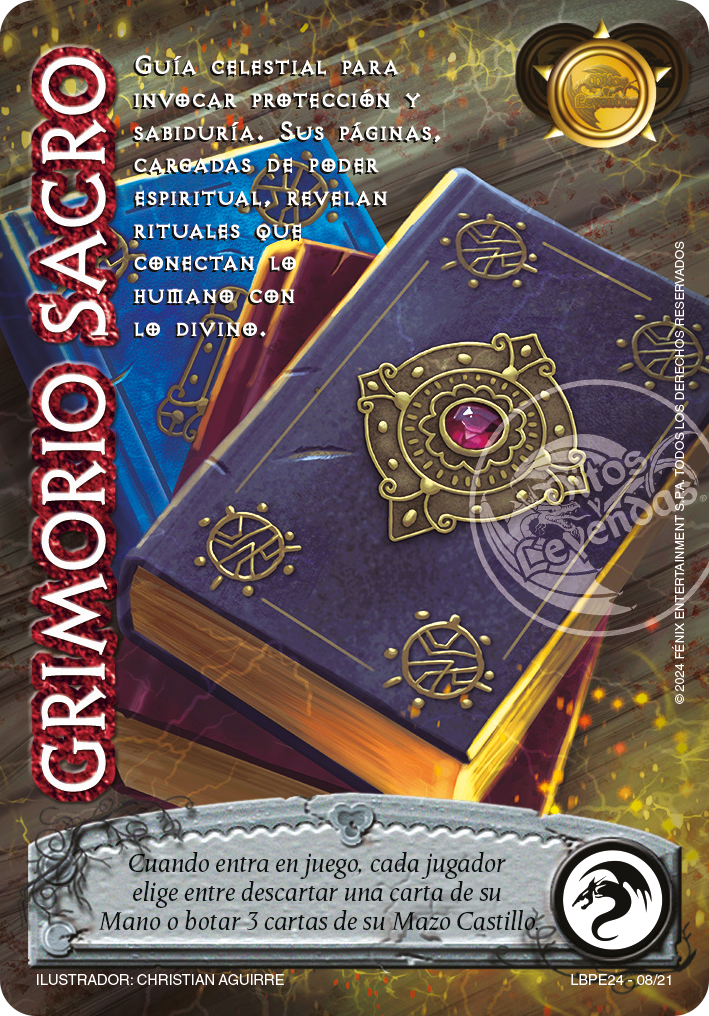 GRIMORIO SACRO
Guía celestial para
invocar protección y
sabiduría. Sus páginas,
cargadas de poder
espiritual, revelan
rituales que
conectan lo
humano con
lo divino.
Mitos y
Leyendas
©2024 FÉNIX ENTERTAINMENT S.PA. TODOS LOS DERECHOS RESERVADOS
Cuando entra en juego, cada jugador
elige entre descartar una carta de su
Mano o botar 3 cartas de su Mazo Castillo.
ILUSTRADOR: CHRISTIAN AGUIRRE
LBPE24 - 08/21